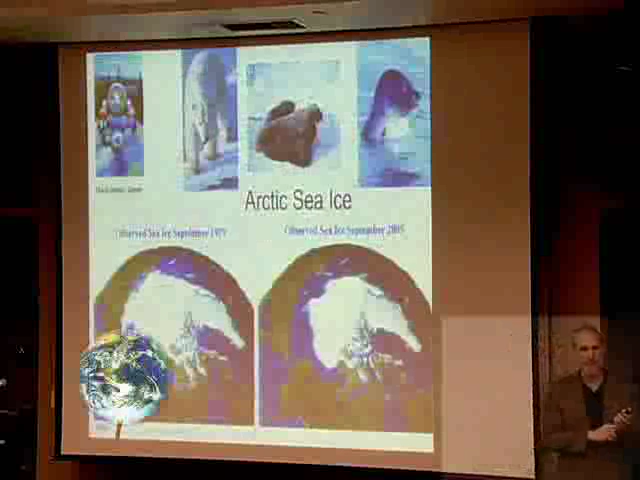 Arctic Sea Ice
Observed Sea Ice September 1979
Observed Sea Ice September 2005